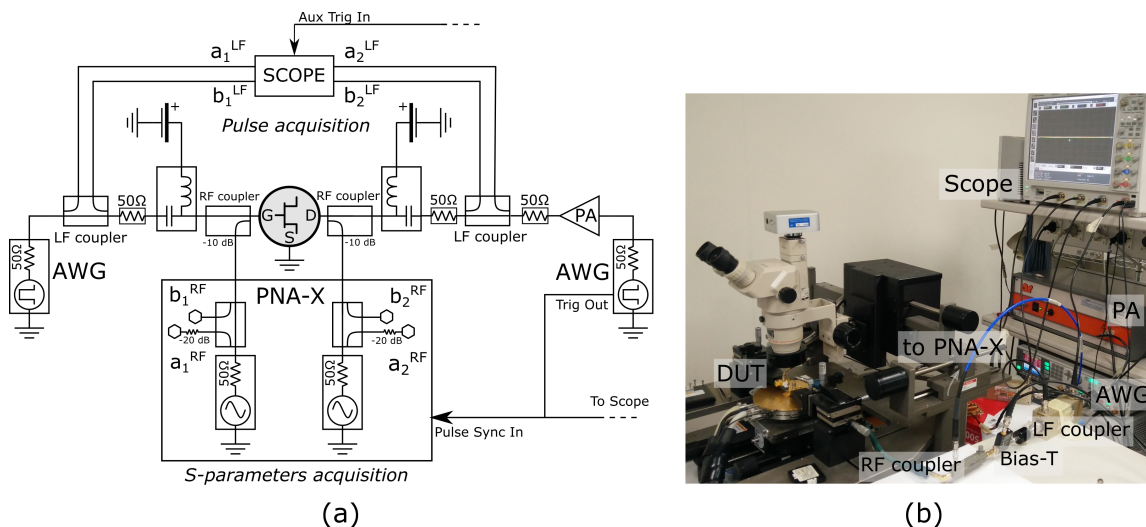 Aux Trig In
a₁ᴸᶠ
a₂ᴸᶠ
SCOPE
b₁ᴸᶠ
b₂ᴸᶠ
Pulse acquisition
+
+
50Ω
RF coupler
RF coupler
50Ω
50Ω
G
D
S
PA
LF coupler
-10 dB
-10 dB
LF coupler
50Ω
AWG
AWG
50Ω
PNA-X
b₁ᴿᶠ
b₂ᴿᶠ
Trig Out
-20 dB
-20 dB
a₁ᴿᶠ
a₂ᴿᶠ
50Ω
50Ω
To Scope
Pulse Sync In
S-parameters acquisition
(a)
Scope
PA
to PNA-X
DUT
AWG
LF coupler
Bias-T
RF coupler
(b)